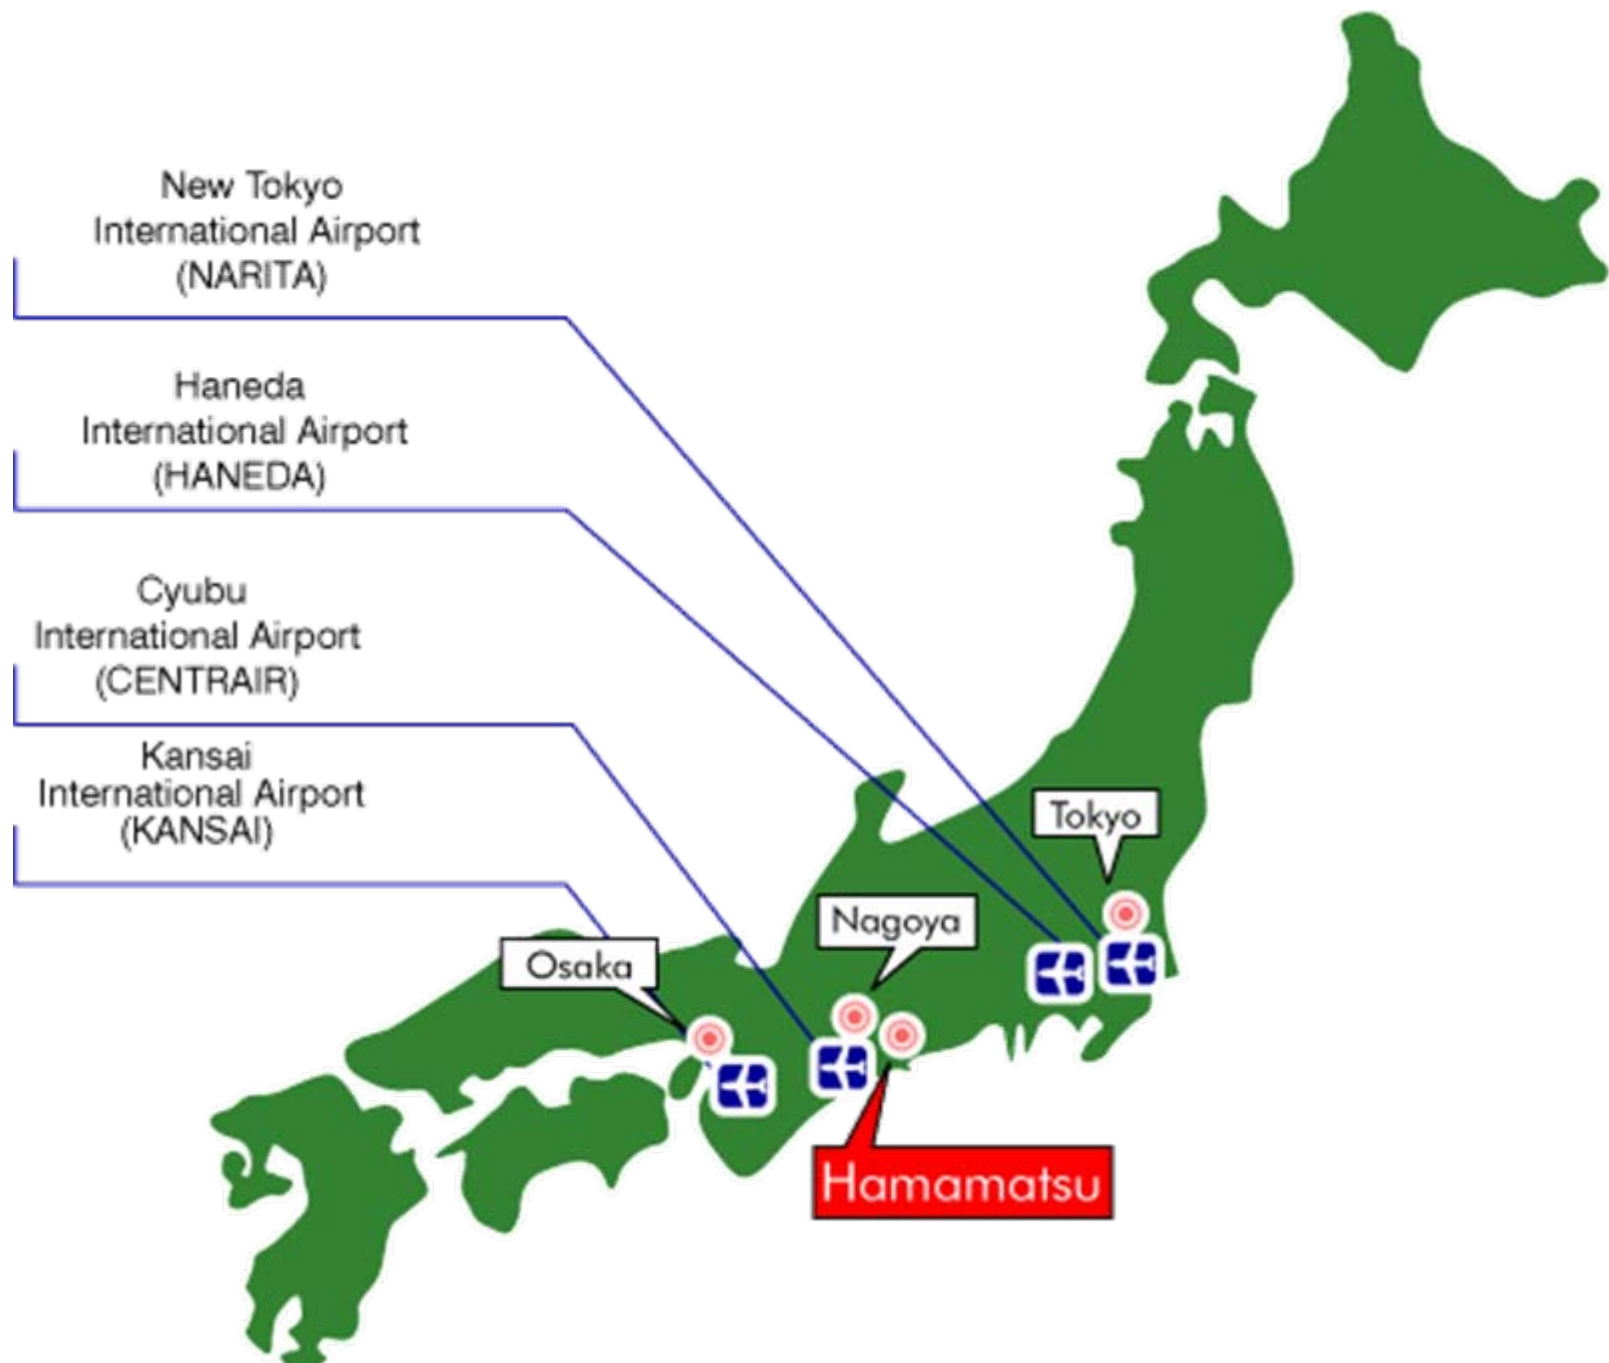 New Tokyo
International Airport
(NARITA)
Haneda
International Airport
(HANEDA)
Cyubu
International Airport
(CENTRAIR)
Kansai
International Airport
(KANSAI)
Tokyo
Nagoya
Osaka
Hamamatsu